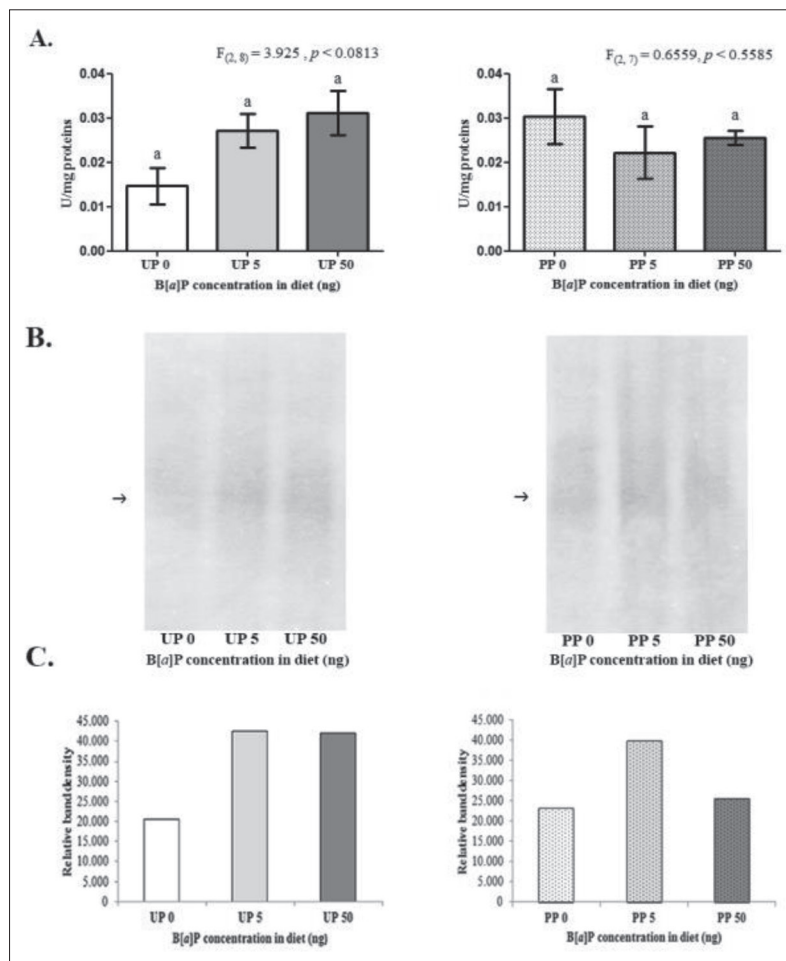 A.
F(2, 8) = 3.925 , p < 0.0813
U/mg proteins
0.04
0.03
0.02
0.01
0.00
a
a
a
UP 0
UP 5
UP 50
B[a]P concentration in diet (ng)
F(2, 7) = 0.6559, p < 0.5585
U/mg proteins
0.04
0.03
0.02
0.01
0.00
a
a
a
PP 0
PP 5
PP 50
B[a]P concentration in diet (ng)
B.
→
UP 0
UP 5
UP 50
B[a]P concentration in diet (ng)
→
PP 0
PP 5
PP 50
B[a]P concentration in diet (ng)
C.
Relative band density
45.000
40.000
35.000
30.000
25.000
20.000
15.000
10.000
5.000
0
UP 0
UP 5
UP 50
B[a]P concentration in diet (ng)
Relative band density
45.000
40.000
35.000
30.000
25.000
20.000
15.000
10.000
5.000
0
PP 0
PP 5
PP 50
B[a]P concentration in diet (ng)